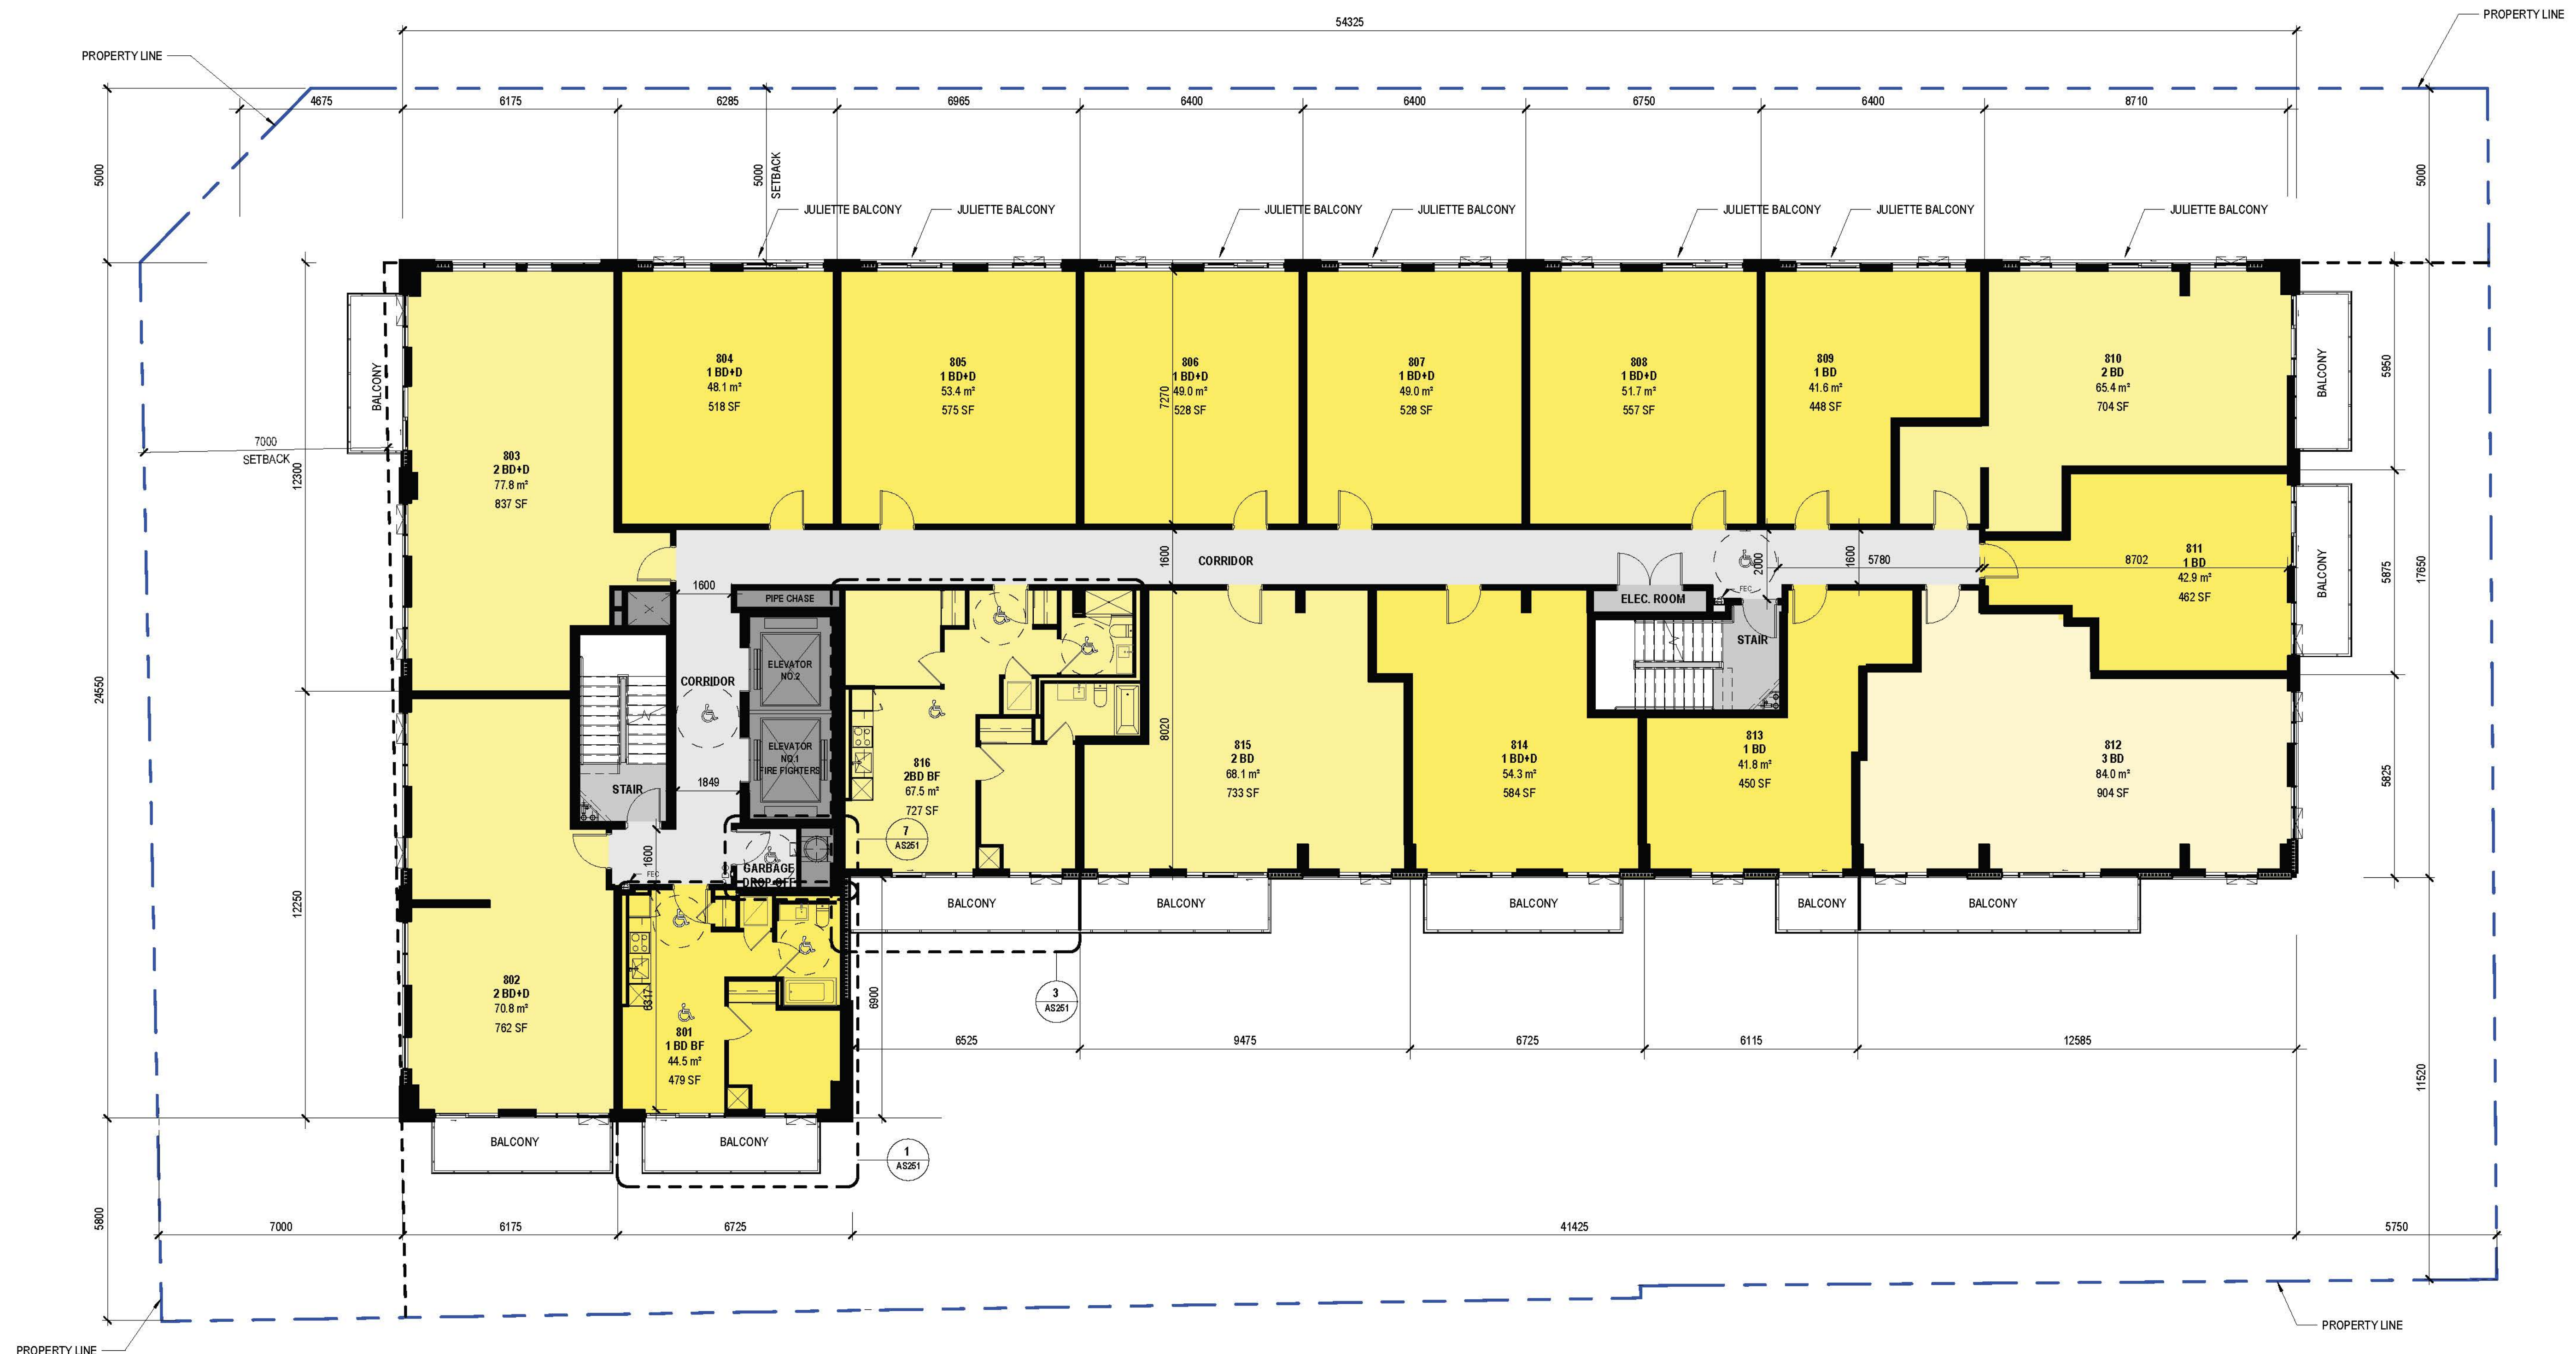 54325
PROPERTY LINE
PROPERTY LINE
4675
6175
6285
6965
6400
6400
6750
6400
8710
5000
5000
SETBACK
5000
JULIETTE BALCONY
JULIETTE BALCONY
JULIETTE BALCONY
JULIETTE BALCONY
JULIETTE BALCONY
JULIETTE BALCONY
JULIETTE BALCONY
BALCONY
7000
SETBACK
12300
803
2 BD+D
77.8 m²
837 SF
804
1 BD+D
48.1 m²
518 SF
805
1 BD+D
53.4 m²
575 SF
806
1 BD+D
49.0 m²
528 SF
7270
807
1 BD+D
49.0 m²
528 SF
808
1 BD+D
51.7 m²
557 SF
809
1 BD
41.6 m²
448 SF
810
2 BD
65.4 m²
704 SF
BALCONY
5950
CORRIDOR
1600
2000
1600
5780
8702
811
1 BD
42.9 m²
462 SF
BALCONY
5875
17650
1600
PIPE CHASE
ELEVATOR
NO.2
CORRIDOR
ELEVATOR
NO.1
FIRE FIGHTERS
1849
STAIR
1600
FEC
GARBAGE
DROP-OFF
ELEC. ROOM
FEC
STAIR
24550
816
2BD BF
67.5 m²
727 SF
7
AS251
8020
815
2 BD
68.1 m²
733 SF
814
1 BD+D
54.3 m²
584 SF
813
1 BD
41.8 m²
450 SF
812
3 BD
84.0 m²
904 SF
5825
BALCONY
BALCONY
BALCONY
BALCONY
BALCONY
12250
802
2 BD+D
70.8 m²
762 SF
6317
801
1 BD BF
44.5 m²
479 SF
6900
3
AS251
6525
9475
6725
6115
12585
11520
BALCONY
BALCONY
1
AS251
5800
7000
6175
6725
41425
5750
PROPERTY LINE
PROPERTY LINE